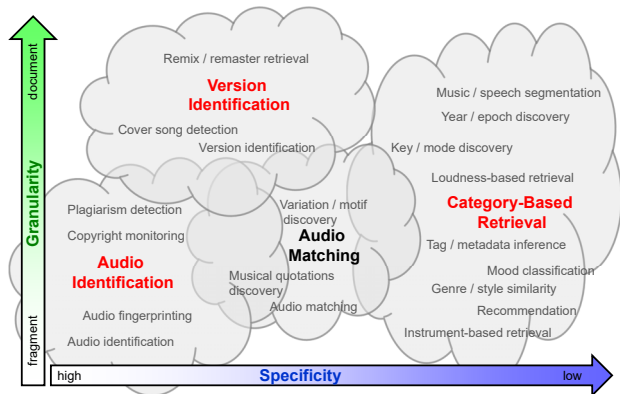 document
Granularity
fragment
Remix / remaster retrieval
Version
Identification
Cover song detection
Version identification
Music / speech segmentation
Year / epoch discovery
Key / mode discovery
Loudness-based retrieval
Category-Based
Retrieval
Tag / metadata inference
Mood classification
Genre / style similarity
Recommendation
Instrument-based retrieval
Plagiarism detection
Copyright monitoring
Audio
Identification
Audio fingerprinting
Audio identification
Variation / motif
discovery
Audio
Matching
Musical quotations
discovery
Audio matching
high
Specificity
low